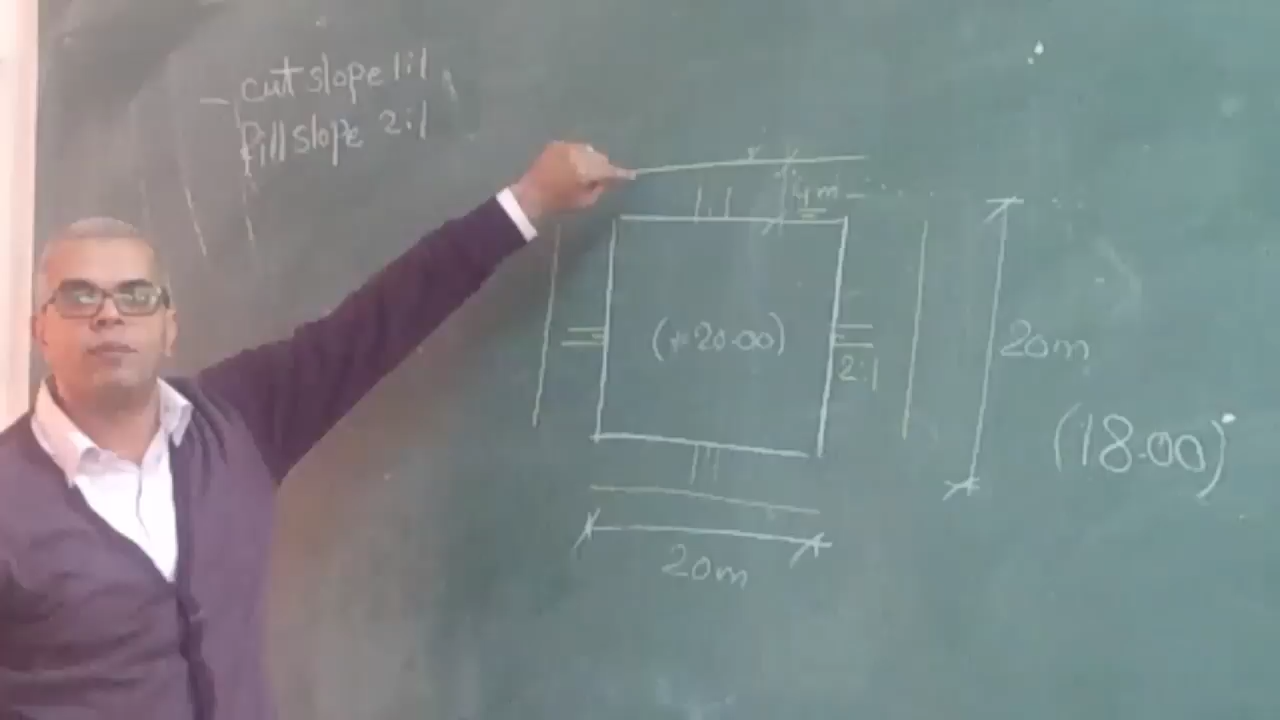 - cut slope 1:1
fill slope 2:1
4m
(+20.00)
2:1
20m
(18.00)
20m